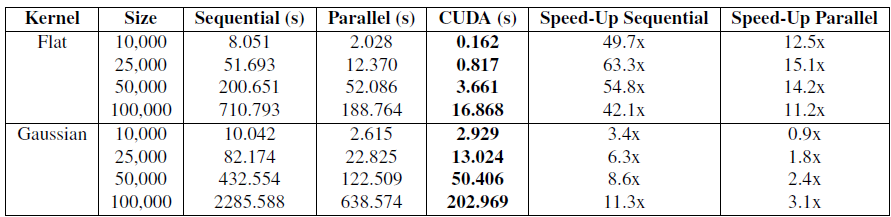 Kernel Size Sequential (s) Parallel (s) CUDA (s) Speed-Up Sequential Speed-Up Parallel
Flat 10,000 8.051 2.028 0.162 49.7x 12.5x
25,000 51.693 12.370 0.817 63.3x 15.1x
50,000 200.651 52.086 3.661 54.8x 14.2x
100,000 710.793 188.764 16.868 42.1x 11.2x
Gaussian 10,000 10.042 2.615 2.929 3.4x 0.9x
25,000 82.174 22.825 13.024 6.3x 1.8x
50,000 432.554 122.509 50.406 8.6x 2.4x
100,000 2285.588 638.574 202.969 11.3x 3.1x